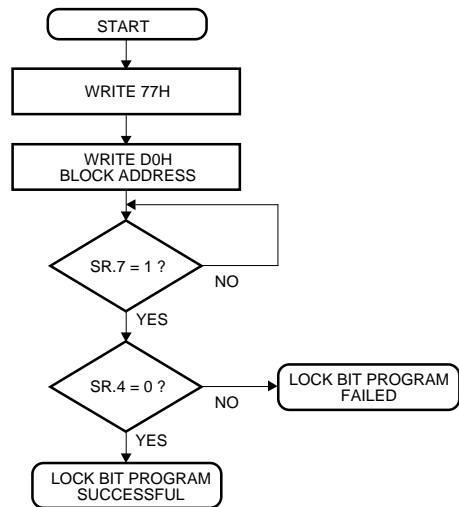 START
WRITE 77H
WRITE D0H
BLOCK ADDRESS
SR.7 = 1 ?
NO
YES
SR.4 = 0 ?
NO
LOCK BIT PROGRAM
FAILED
YES
LOCK BIT PROGRAM
SUCCESSFUL